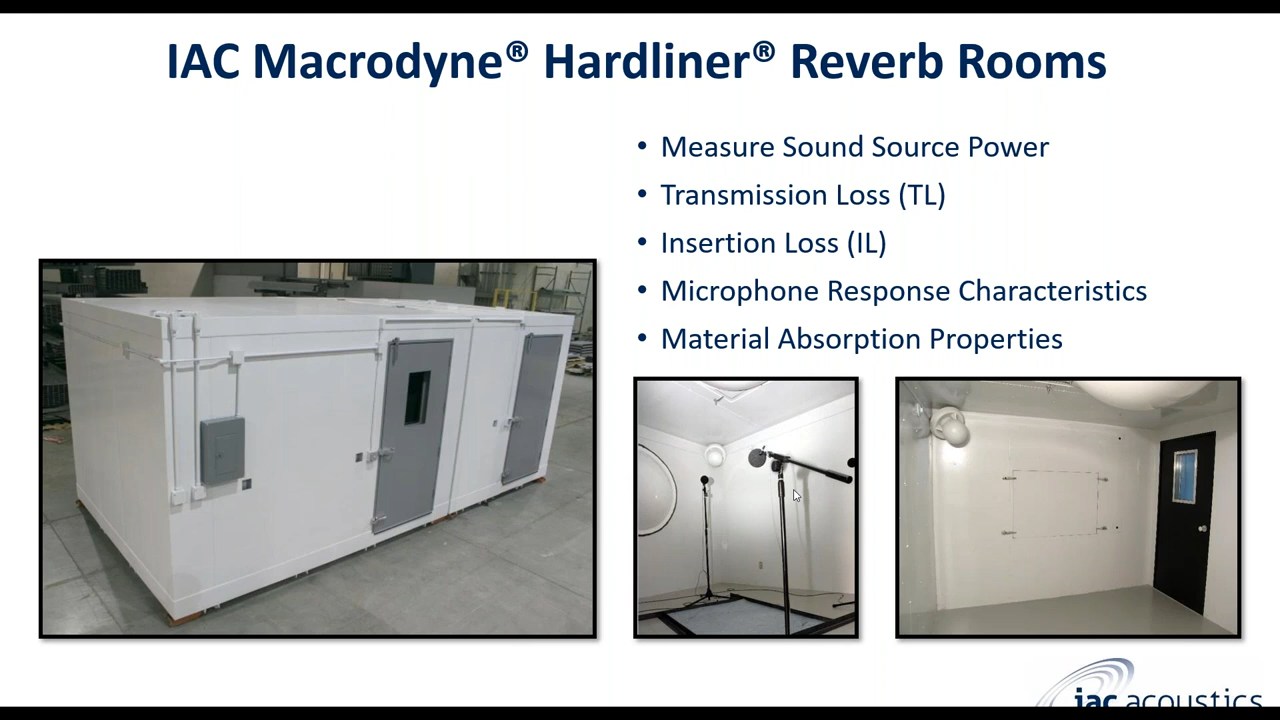 IAC Macrodyne® Hardliner® Reverb Rooms
• Measure Sound Source Power
• Transmission Loss (TL)
• Insertion Loss (IL)
• Microphone Response Characteristics
• Material Absorption Properties
iac acoustics